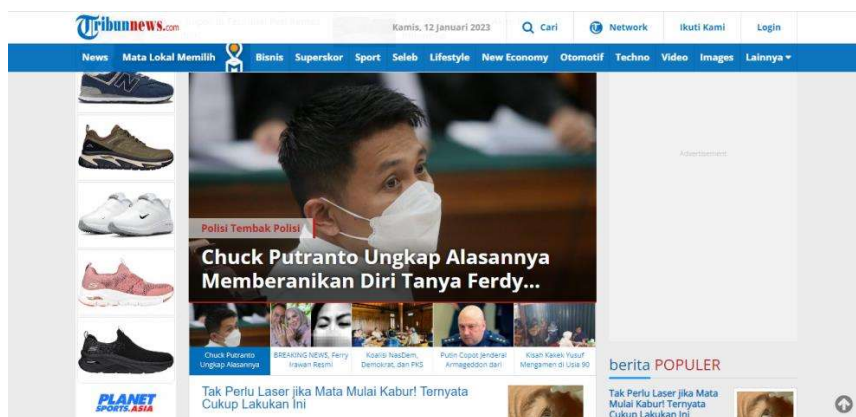 Tribunnews.com
Kamis, 12 Januari 2023
Cari
Network
Ikuti Kami
Login
News Mata Lokal Memilih Bisnis Superskor Sport Seleb Lifestyle New Economy Otomotif Techno Video Images Lainnya
Advertisement
Polisi Tembak Polisi
Chuck Putranto Ungkap Alasannya
Memberanikan Diri Tanya Ferdy...
Chuck Putranto
Ungkap Alasannya
BREAKING NEWS, Ferry
Irawan Resmi
Koalisi NasDem,
Demokrat, dan PKS
Putin Copot Jenderal
Armageddon dari
Kisah Kakek Yusuf
Mengamen di Usia 90
berita POPULER
PLANET
SPORTS.ASIA
Tak Perlu Laser jika Mata Mulai Kabur! Ternyata
Cukup Lakukan Ini
Tak Perlu Laser jika Mata
Mulai Kabur! Ternyata
Cukup Lakukan Ini